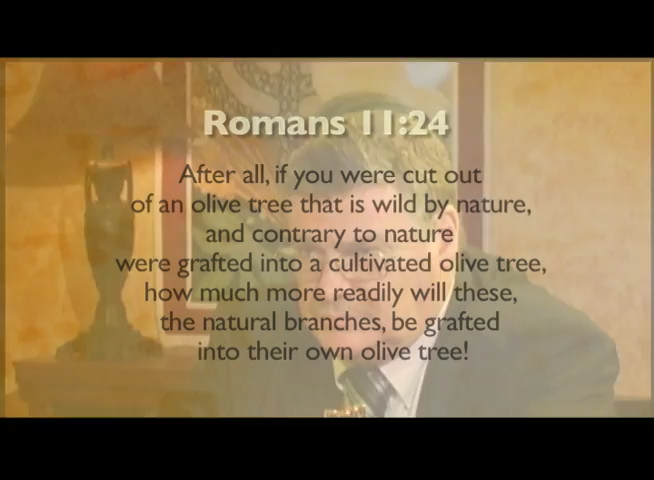 Romans 11:24
After all, if you were cut out
of an olive tree that is wild by nature,
and contrary to nature
were grafted into a cultivated olive tree,
how much more readily will these,
the natural branches, be grafted
into their own olive tree!